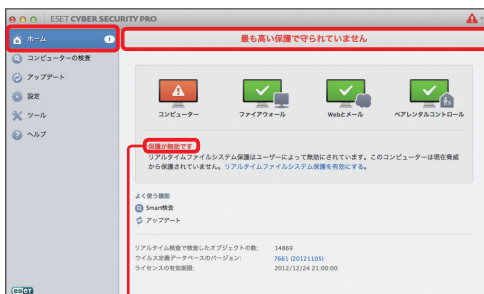 ESET CYBER SECURITY PRO
ホーム
1
最も高い保護で守られていません
コンピューターの検査
アップデート
設定
ツール
ヘルプ
コンピューター
ファイアウォール
Webとメール
ペアレンタルコントロール
保護が無効です
リアルタイムファイルシステム保護はユーザーによって無効にされています。このコンピューターは現在脅威
から保護されていません。リアルタイムファイルシステム保護を有効にする。
よく使う機能
Smart検査
アップデート
リアルタイム検査で検査したオブジェクトの数: 14869
ウイルス定義データベースのバージョン: 7661 (20121105)
ライセンスの有効期限: 2012/12/24 21:00:00
eset